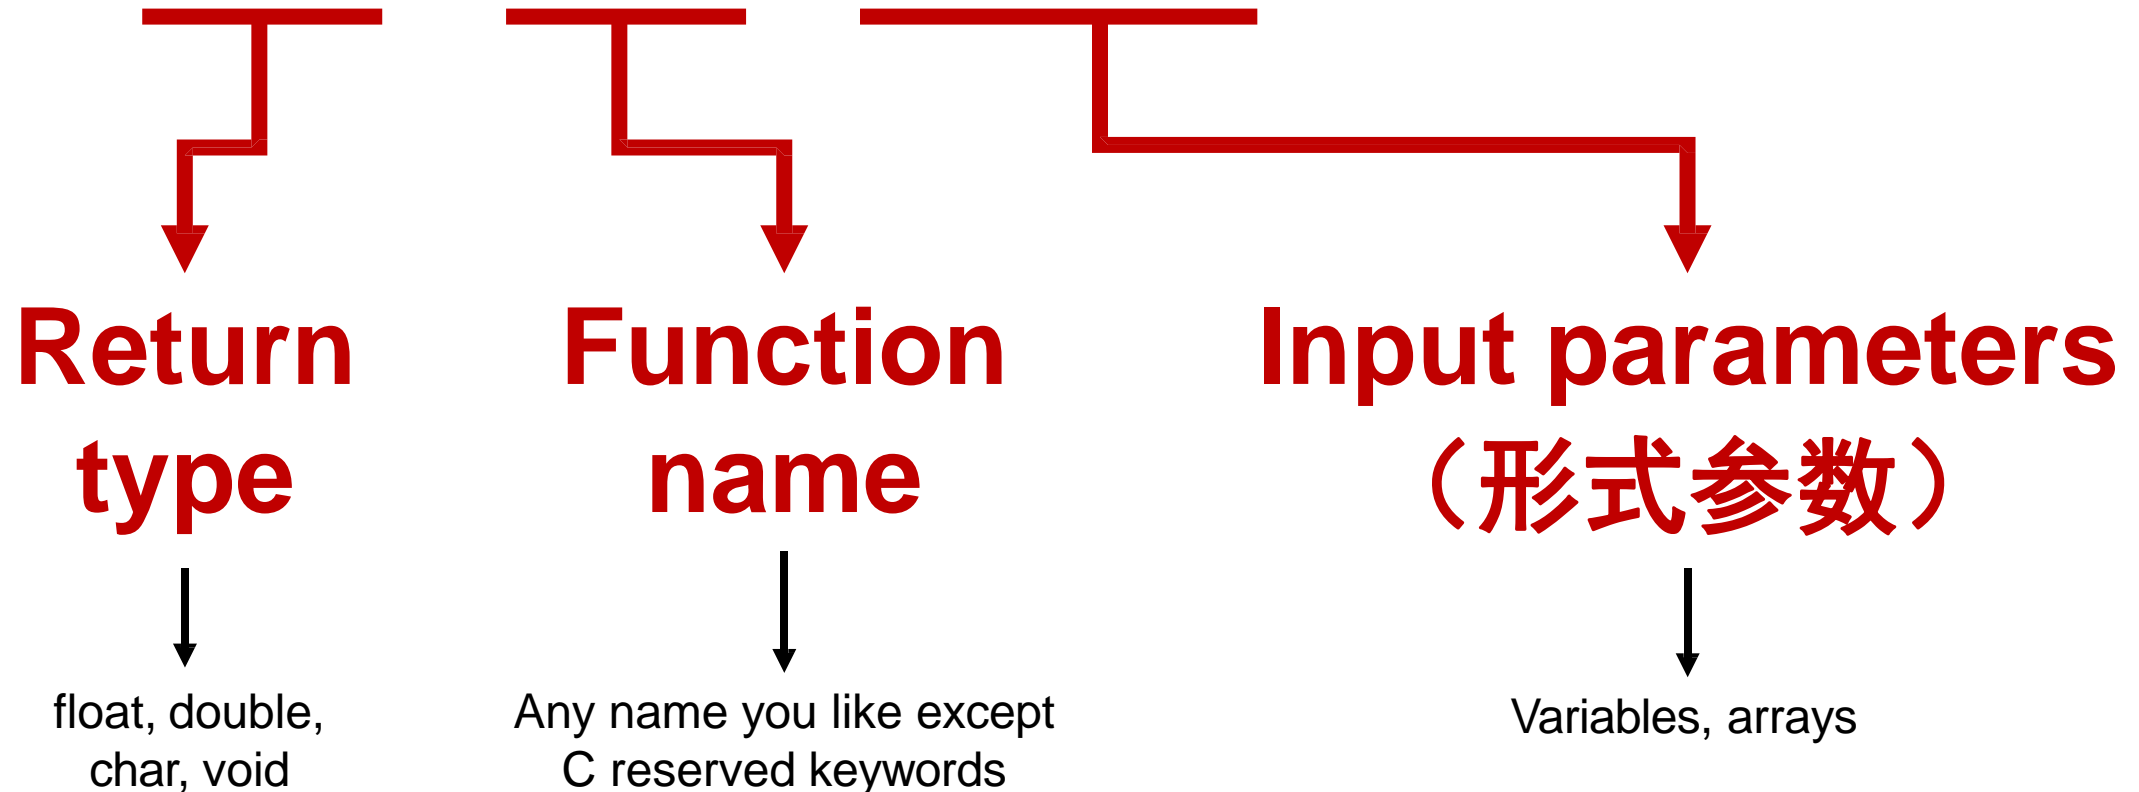 Return
type
Function
name
Input parameters
（形式参数）
float, double,
char, void
Any name you like except
C reserved keywords
Variables, arrays